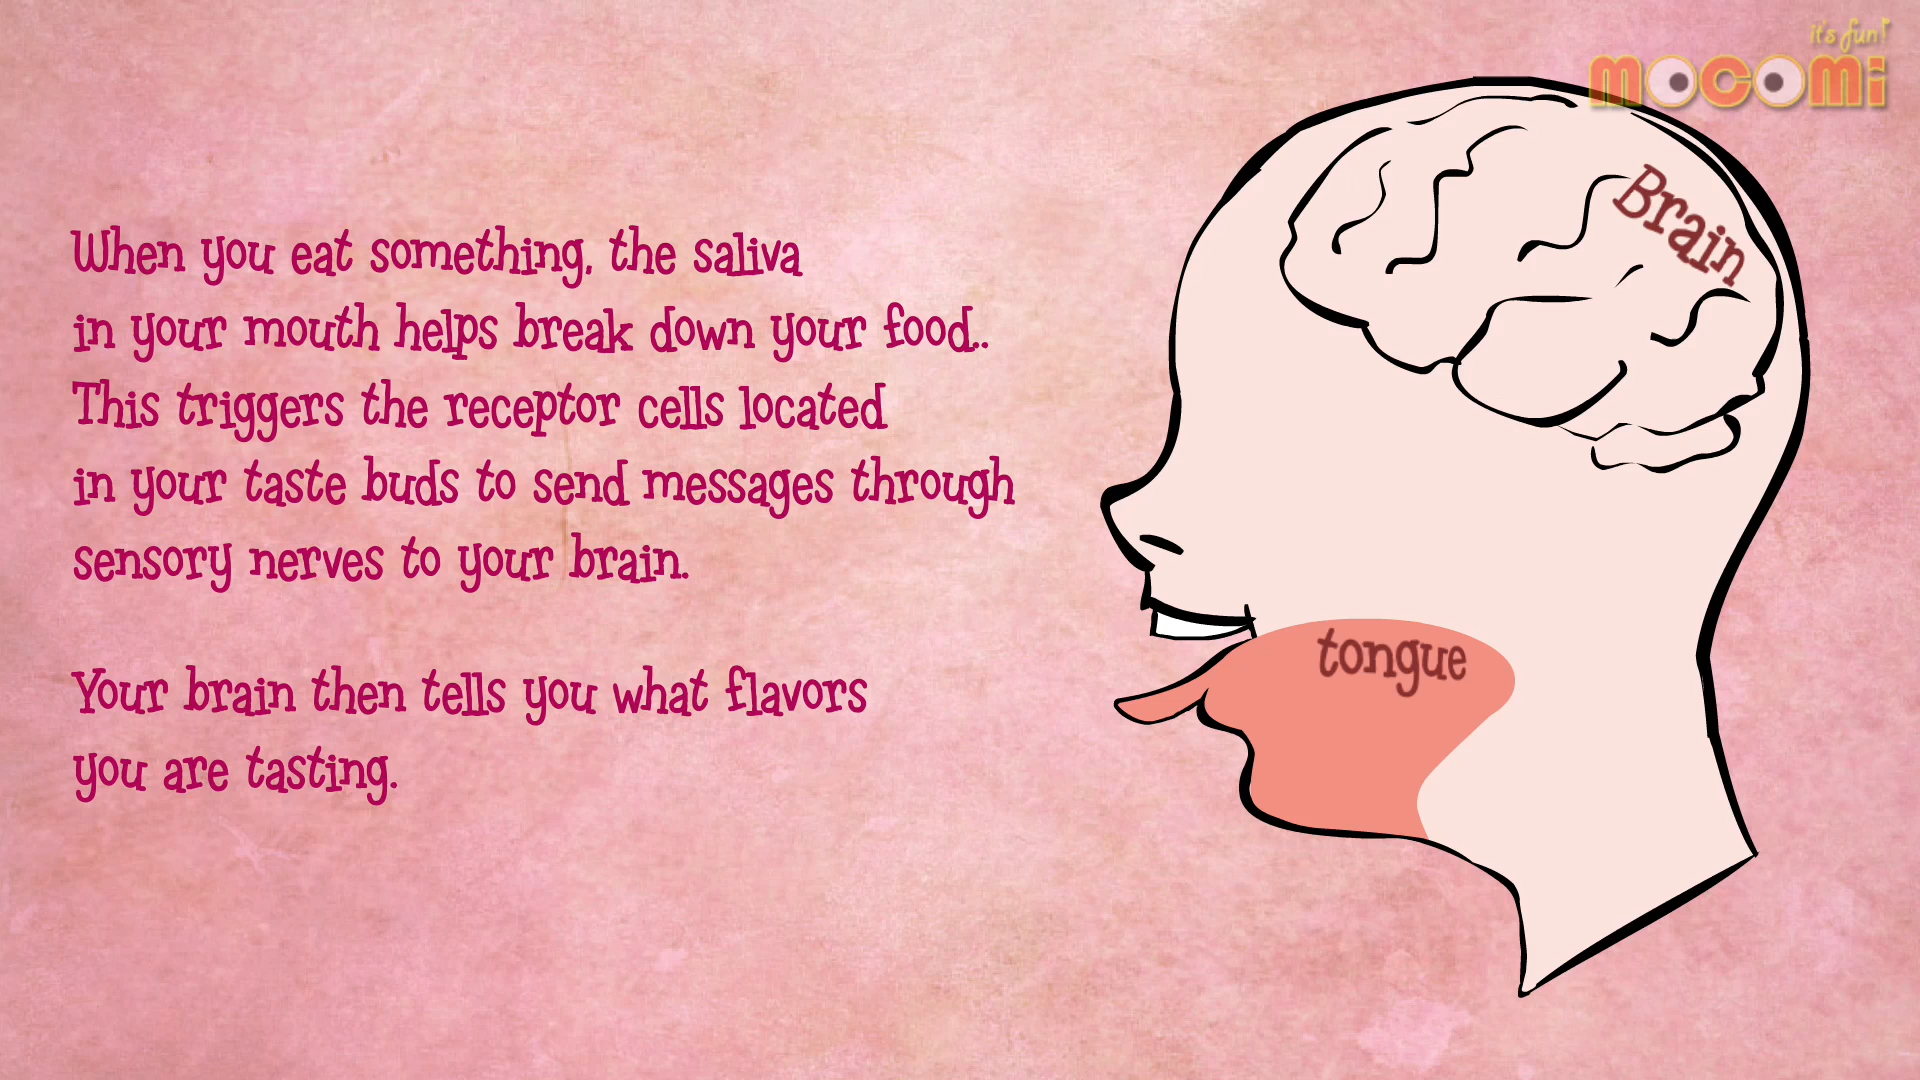 it's fun!
mocomi
When you eat something, the saliva
in your mouth helps break down your food..
This triggers the receptor cells located
in your taste buds to send messages through
sensory nerves to your brain.
Your brain then tells you what flavors
you are tasting.
Brain
tongue